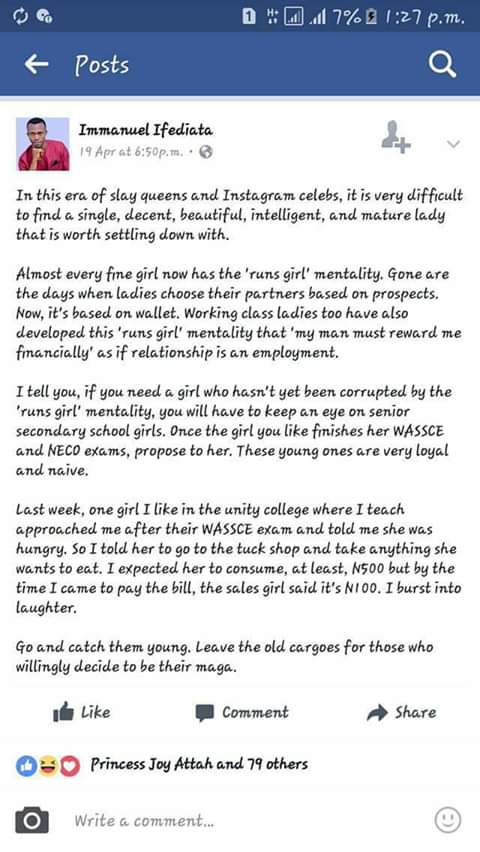 1 H+ 7% 1:27 p.m.
Posts
Immanuel Ifediata
19 Apr at 6:50p.m.
In this era of slay queens and Instagram celebs, it is very difficult
to find a single, decent, beautiful, intelligent, and mature lady
that is worth settling down with.
Almost every fine girl now has the 'runs girl' mentality. Gone are
the days when ladies choose their partners based on prospects.
Now, it's based on wallet. Working class ladies too have also
developed this 'runs girl' mentality that 'my man must reward me
financially' as if relationship is an employment.
I tell you, if you need a girl who hasn't yet been corrupted by the
'runs girl' mentality, you will have to keep an eye on senior
secondary school girls. Once the girl you like finishes her WASSCE
and NECO exams, propose to her. These young ones are very loyal
and naive.
Last week, one girl I like in the unity college where I teach
approached me after their WASSCE exam and told me she was
hungry. So I told her to go to the tuck shop and take anything she
wants to eat. I expected her to consume, at least, N500 but by the
time I came to pay the bill, the sales girl said it's N100. I burst into
laughter.
Go and catch them young. Leave the old cargoes for those who
willingly decide to be their maga.
Like Comment Share
Princess Joy Attah and 79 others
Write a comment...